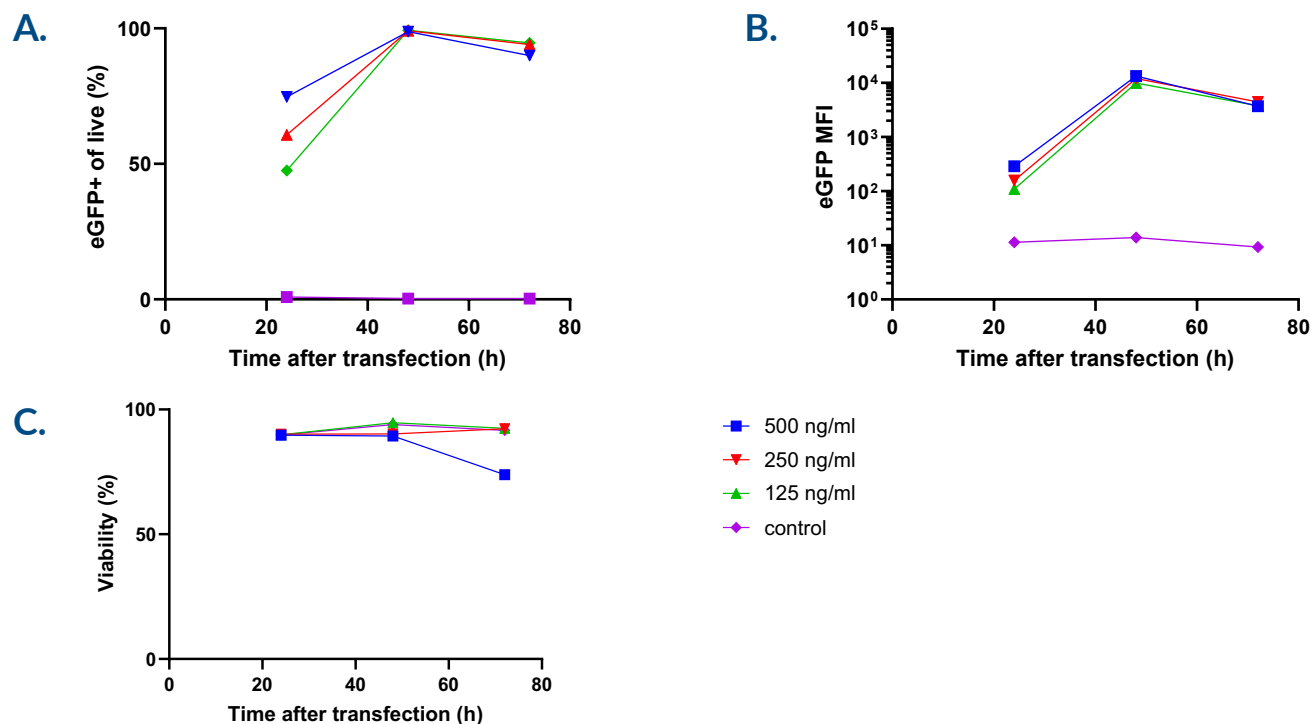 A.
eGFP+ of live (%)
100
50
0
0 20 40 60 80
Time after transfection (h)
B.
eGFP MFI
10⁵
10⁴
10³
10²
10¹
10⁰
0 20 40 60 80
Time after transfection (h)
C.
Viability (%)
100
50
0
0 20 40 60 80
Time after transfection (h)
500 ng/ml
250 ng/ml
125 ng/ml
control